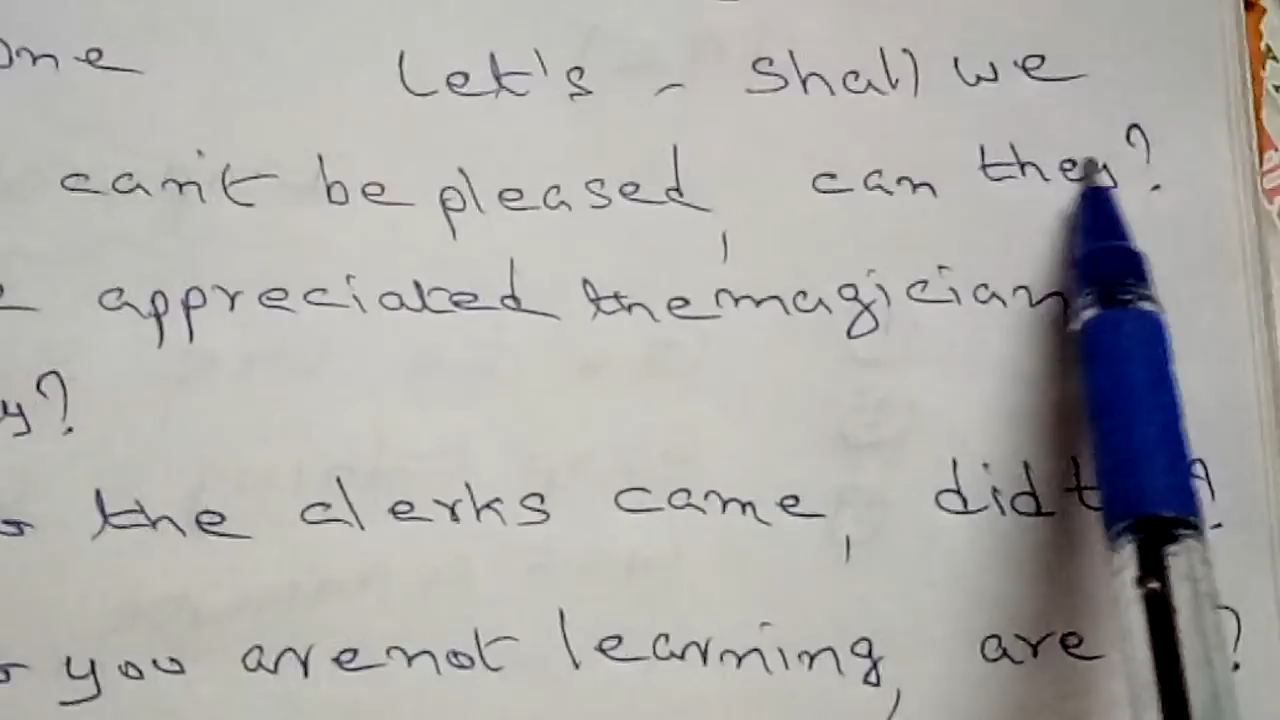 one Let's - Shall we
can't be pleased, can they?
appreciated the magician
y?
the clerks came, did
you are not learning, are ?